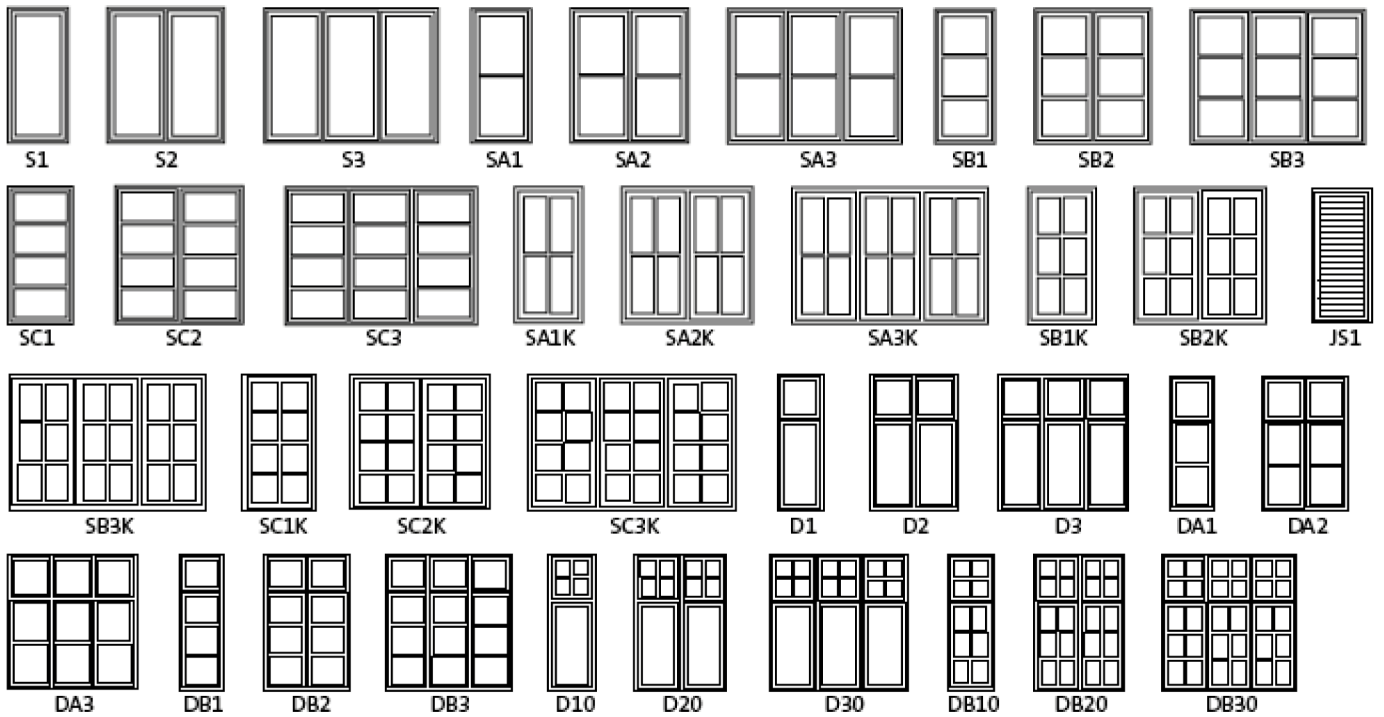 S1 S2 S3 SA1 SA2 SA3 SB1 SB2 SB3
SC1 SC2 SC3 SA1K SA2K SA3K SB1K SB2K JS1
SB3K SC1K SC2K SC3K D1 D2 D3 DA1 DA2
DA3 DB1 DB2 DB3 D10 D20 D30 DB10 DB20 DB30